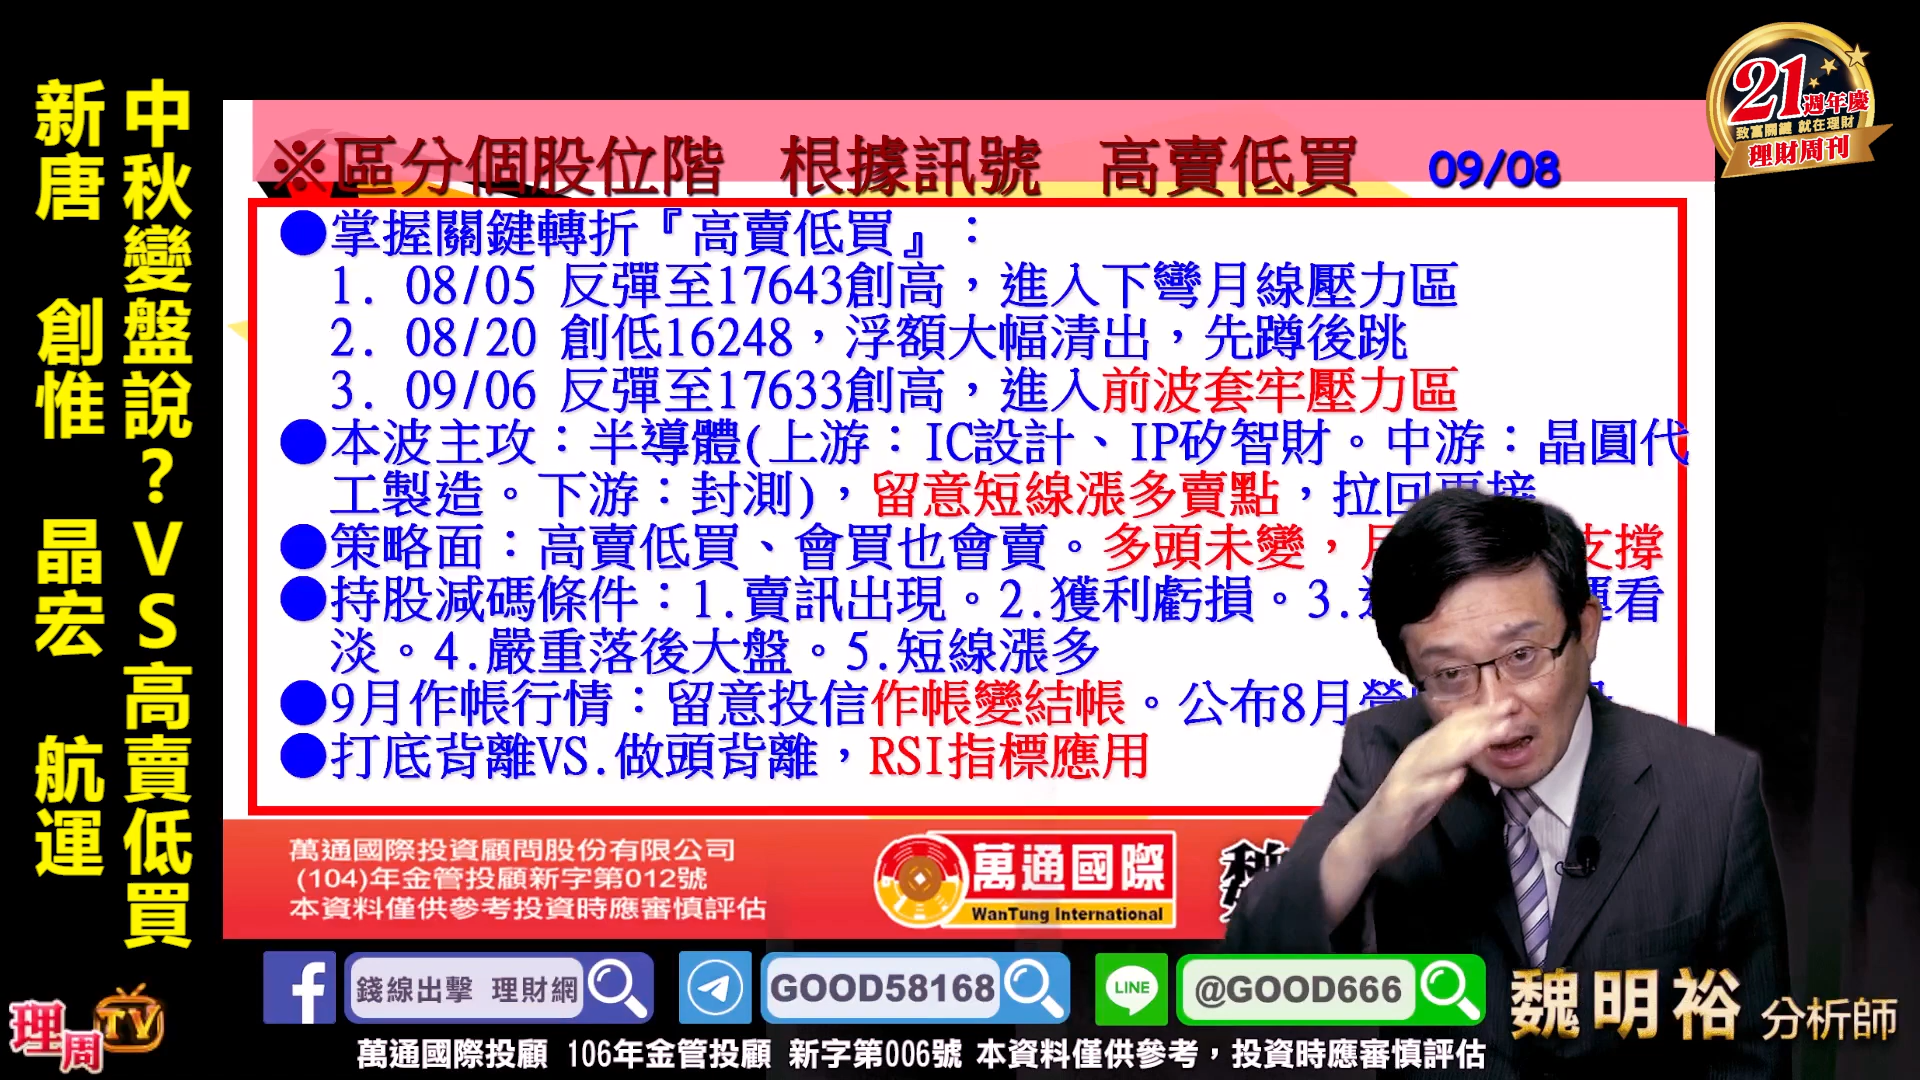 中秋變盤說？VS高賣低買
新唐 創惟 晶宏 航運
21週年慶
致富關鍵 就在理財
理財周刊
※區分個股位階 根據訊號 高賣低買 09/08
●掌握關鍵轉折『高賣低買』：
1. 08/05 反彈至17643創高，進入下彎月線壓力區
2. 08/20 創低16248，浮額大幅清出，先蹲後跳
3. 09/06 反彈至17633創高，進入前波套牢壓力區
●本波主攻：半導體(上游：IC設計、IP矽智財。中游：晶圓代
工製造。下游：封測)，留意短線漲多賣點，拉回再接
●策略面：高賣低買、會買也會賣。多頭未變，支撐
●持股減碼條件：1.賣訊出現。2.獲利虧損。3.看
淡。4.嚴重落後大盤。5.短線漲多
●9月作帳行情：留意投信作帳變結帳。公布8月營
●打底背離VS.做頭背離，RSI指標應用
萬通國際投資顧問股份有限公司
(104)年金管投顧新字第012號
本資料僅供參考投資時應審慎評估
萬通國際
WanTung International
魏
f 錢線出擊 理財網
GOOD58168
LINE @GOOD666
魏明裕 分析師
理周TV
萬通國際投顧 106年金管投顧 新字第006號 本資料僅供參考，投資時應審慎評估